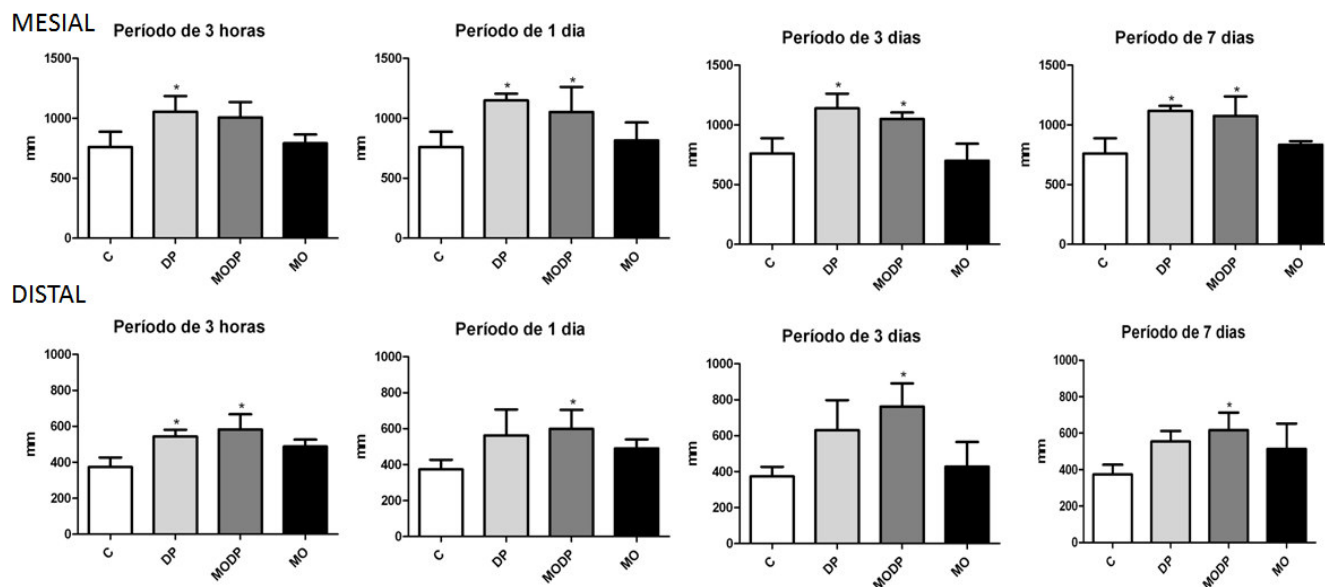 MESIAL
Período de 3 horas
1500
1000
500
0
mm
C
DP
MODP
MO
*
Período de 1 dia
1500
1000
500
0
mm
C
DP
MODP
MO
*
*
Período de 3 dias
1500
1000
500
0
mm
C
DP
MODP
MO
*
*
Período de 7 dias
1500
1000
500
0
mm
C
DP
MODP
MO
*
*
DISTAL
Período de 3 horas
1000
800
600
400
200
0
mm
C
DP
MODP
MO
*
*
Período de 1 dia
1000
800
600
400
200
0
mm
C
DP
MODP
MO
*
Período de 3 dias
1000
800
600
400
200
0
mm
C
DP
MODP
MO
*
Período de 7 dias
1000
800
600
400
200
0
mm
C
DP
MODP
MO
*